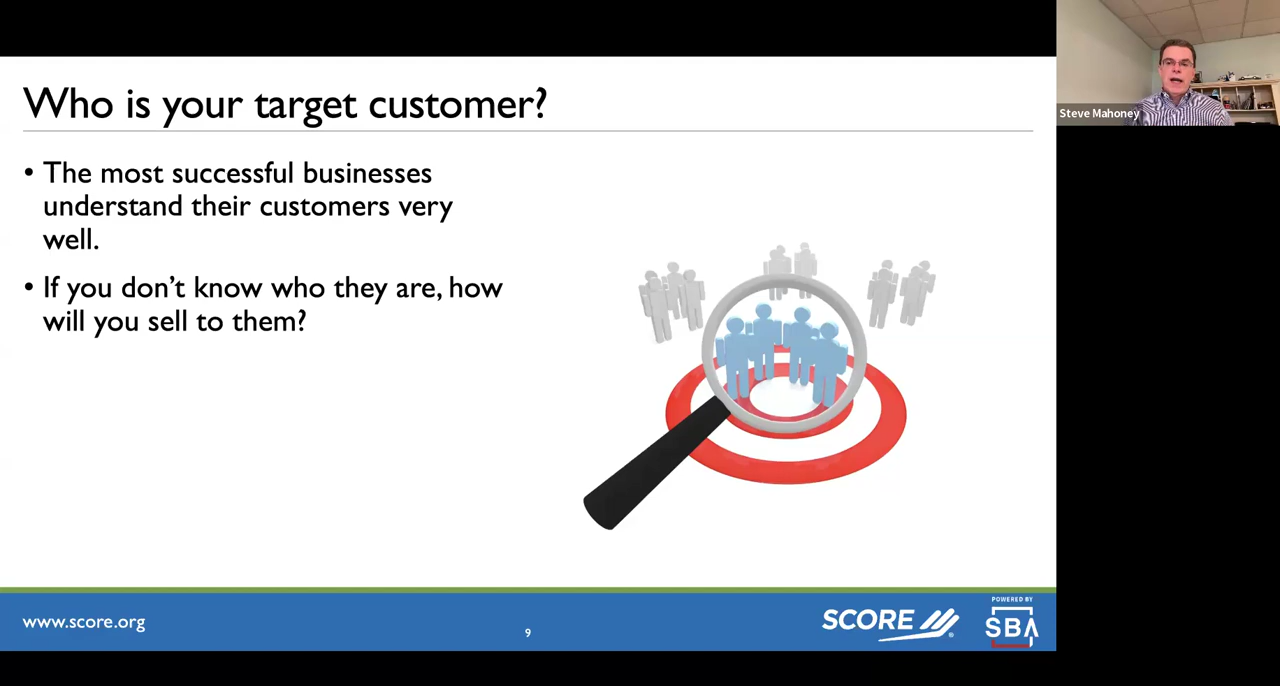 Who is your target customer?
• The most successful businesses
understand their customers very
well.
• If you don’t know who they are, how
will you sell to them?
www.score.org
9
SCORE
®
POWERED BY
SBA
Steve Mahoney